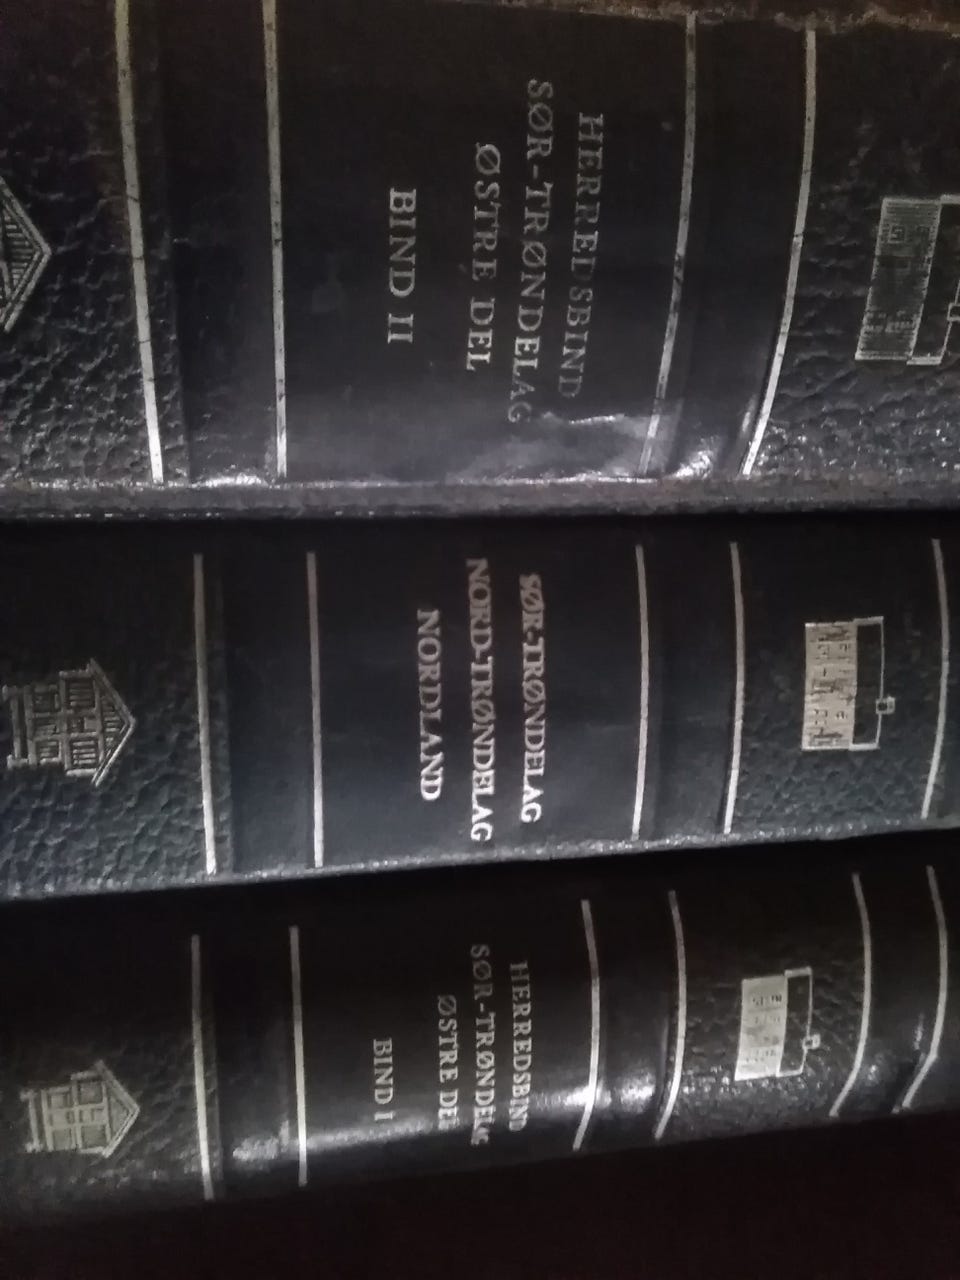 HERREDSBIND
SØR-TRØNDELAG
ØSTRE DEL
BIND II
SØR-TRØNDELAG
NORD-TRØNDELAG
NORDLAND
HERREDSBIND
SØR-TRØNDELAG
ØSTRE DEL
BIND I